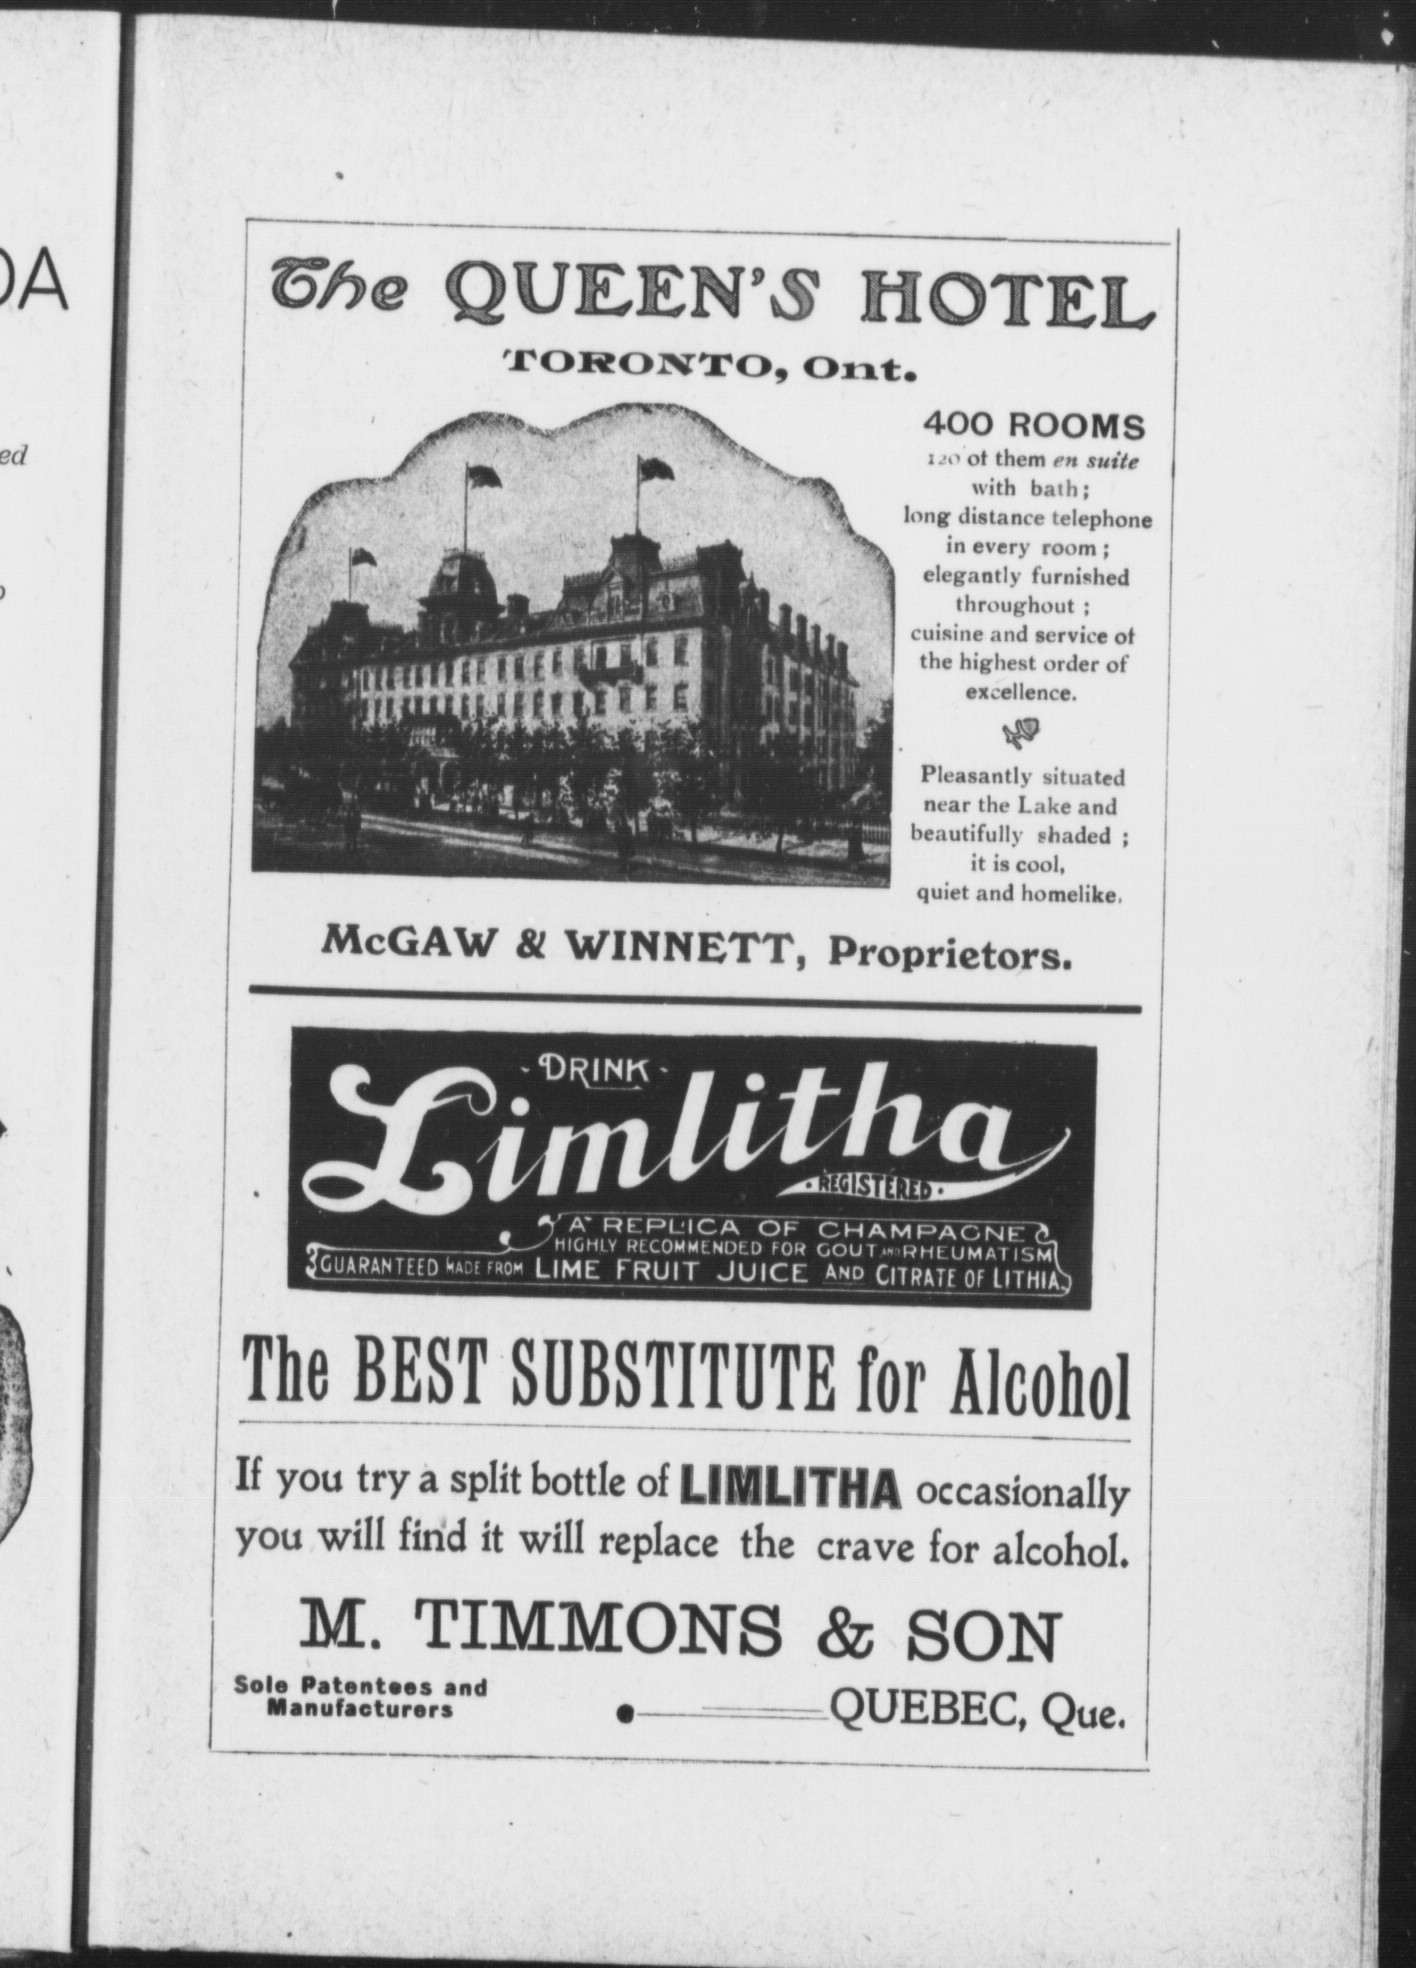 DA
ed
The QUEEN'S HOTEL
TORONTO, Ont.
400 ROOMS
120 of them en suite
with bath;
long distance telephone
in every room ;
elegantly furnished
throughout ;
cuisine and service of
the highest order of
excellence.
Pleasantly situated
near the Lake and
beautifully shaded ;
it is cool,
quiet and homelike.
McGAW & WINNETT, Proprietors.
- DRINK -
Limlitha
· REGISTERED ·
A REPLICA OF CHAMPAGNE
HIGHLY RECOMMENDED FOR GOUT AND RHEUMATISM
GUARANTEED MADE FROM LIME FRUIT JUICE AND CITRATE OF LITHIA
The BEST SUBSTITUTE for Alcohol
If you try a split bottle of LIMLITHA occasionally
you will find it will replace the crave for alcohol.
M. TIMMONS & SON
Sole Patentees and
Manufacturers
QUEBEC, Que.